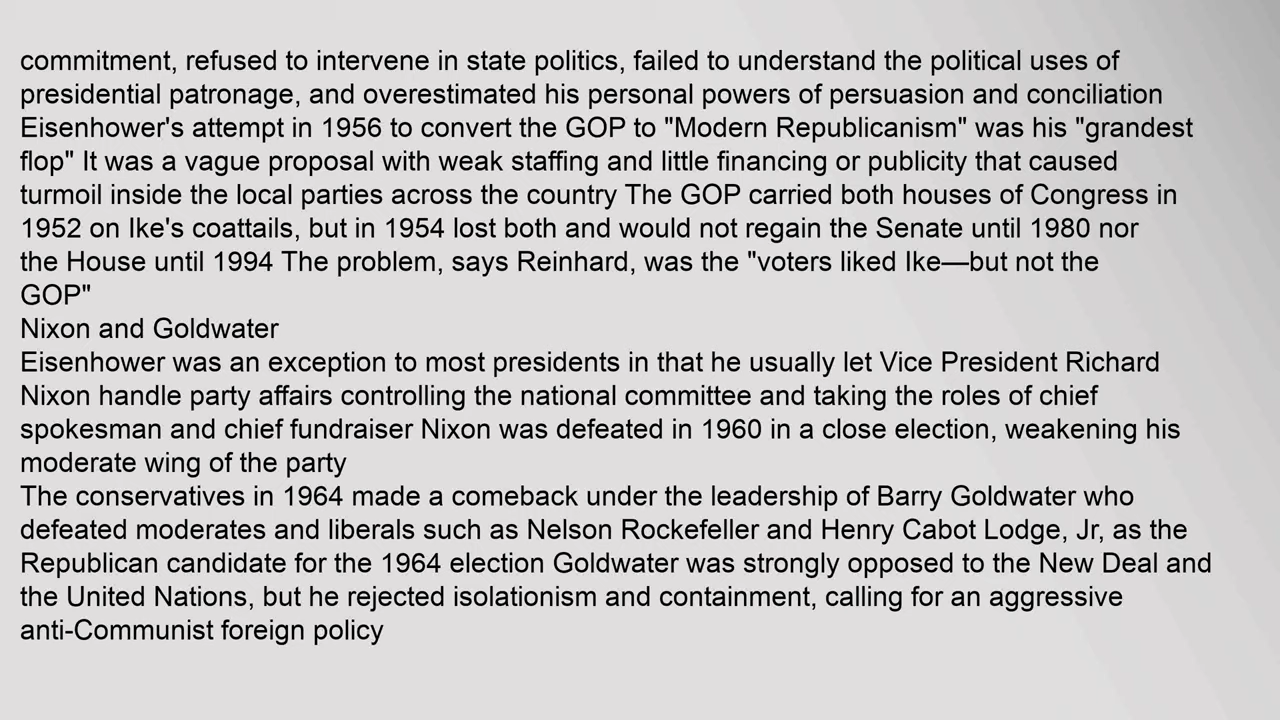 commitment, refused to intervene in state politics, failed to understand the political uses of
presidential patronage, and overestimated his personal powers of persuasion and conciliation
Eisenhower's attempt in 1956 to convert the GOP to "Modern Republicanism" was his "grandest
flop" It was a vague proposal with weak staffing and little financing or publicity that caused
turmoil inside the local parties across the country The GOP carried both houses of Congress in
1952 on Ike's coattails, but in 1954 lost both and would not regain the Senate until 1980 nor
the House until 1994 The problem, says Reinhard, was the "voters liked Ike—but not the
GOP"
Nixon and Goldwater
Eisenhower was an exception to most presidents in that he usually let Vice President Richard
Nixon handle party affairs controlling the national committee and taking the roles of chief
spokesman and chief fundraiser Nixon was defeated in 1960 in a close election, weakening his
moderate wing of the party
The conservatives in 1964 made a comeback under the leadership of Barry Goldwater who
defeated moderates and liberals such as Nelson Rockefeller and Henry Cabot Lodge, Jr, as the
Republican candidate for the 1964 election Goldwater was strongly opposed to the New Deal and
the United Nations, but he rejected isolationism and containment, calling for an aggressive
anti-Communist foreign policy